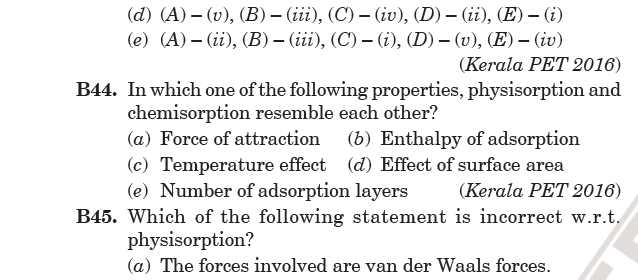 (d) (A) – (v), (B) – (iii), (C) – (iv), (D) – (ii), (E) – (i)
(e) (A) – (ii), (B) – (iii), (C) – (i), (D) – (v), (E) – (iv)
(Kerala PET 2016)
B44. In which one of the following properties, physisorption and
chemisorption resemble each other?
(a) Force of attraction (b) Enthalpy of adsorption
(c) Temperature effect (d) Effect of surface area
(e) Number of adsorption layers (Kerala PET 2016)
B45. Which of the following statement is incorrect w.r.t.
physisorption?
(a) The forces involved are van der Waals forces.